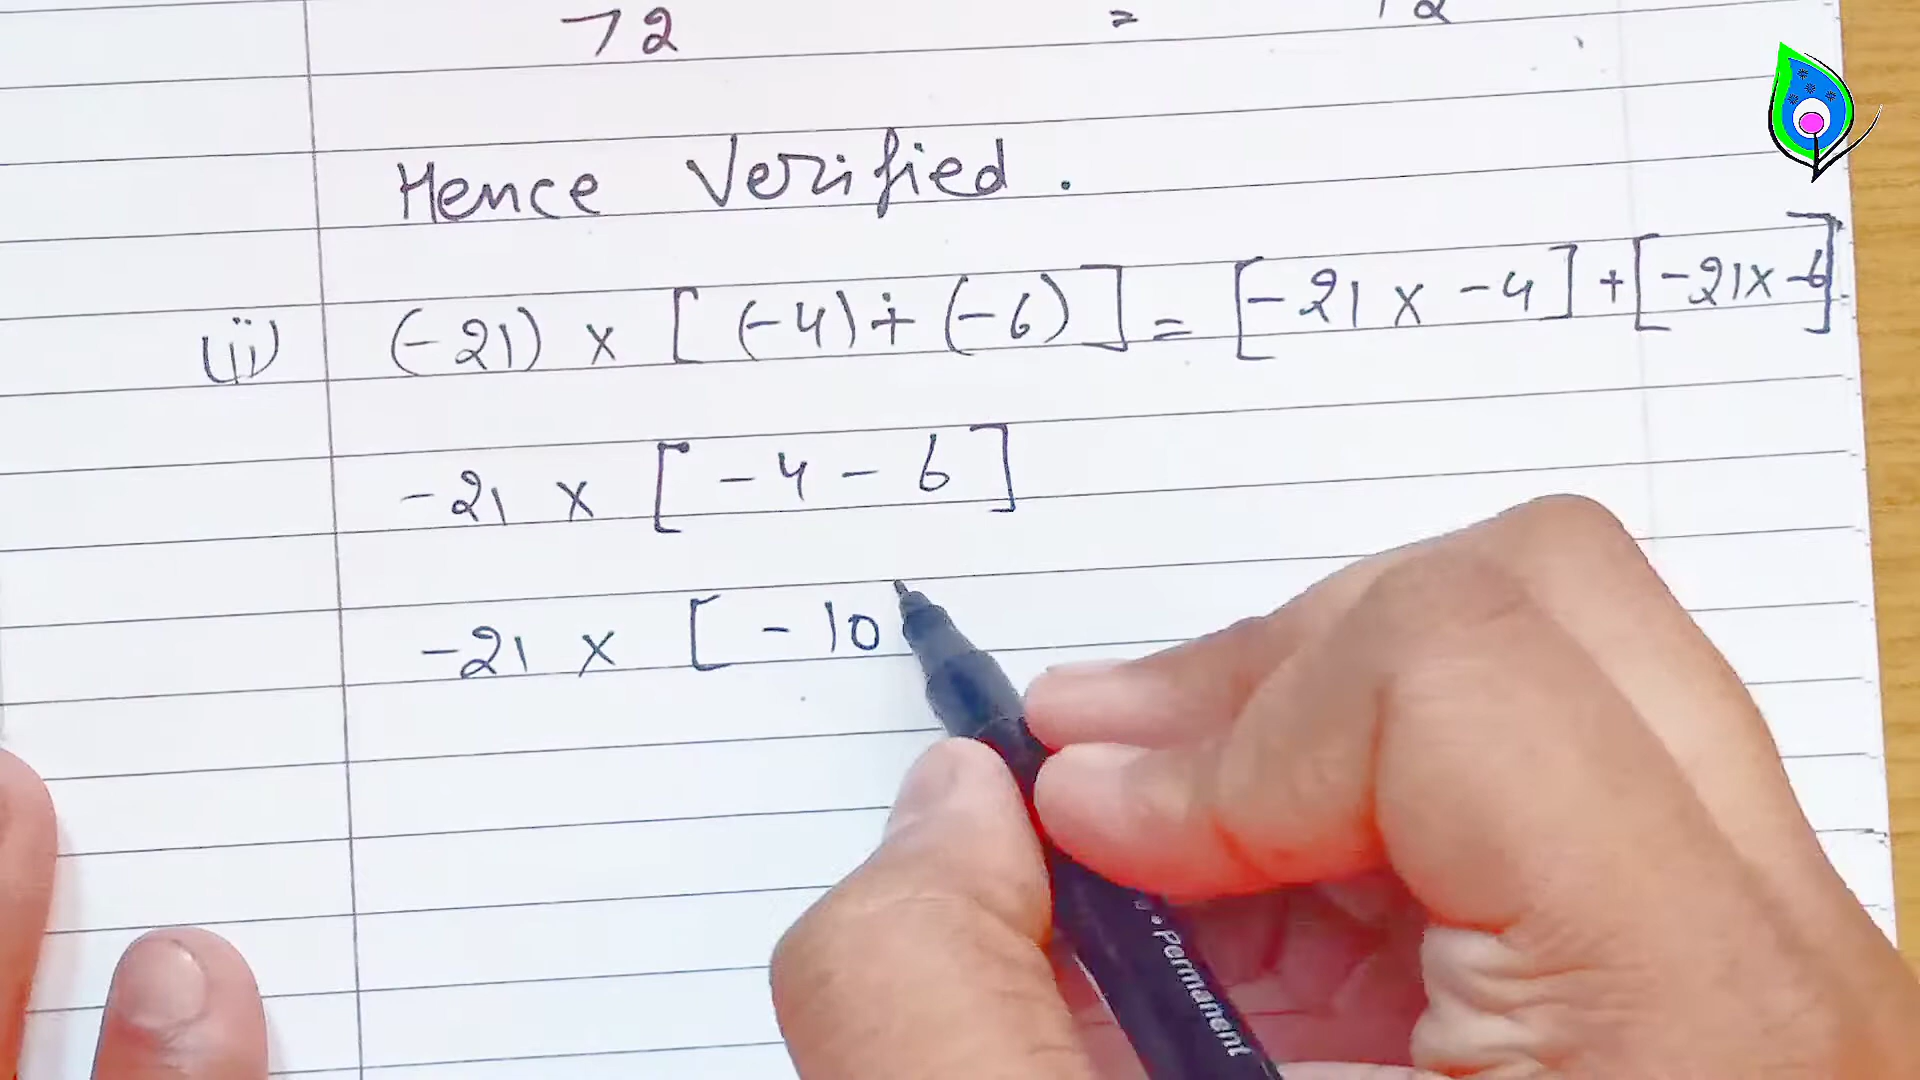 72 = 72
Hence Verified.
(ii) (-21) × [(-4) + (-6)] = [-21 × -4] + [-21 × -6]
-21 × [-4 - 6]
-21 × [-10
Permanent